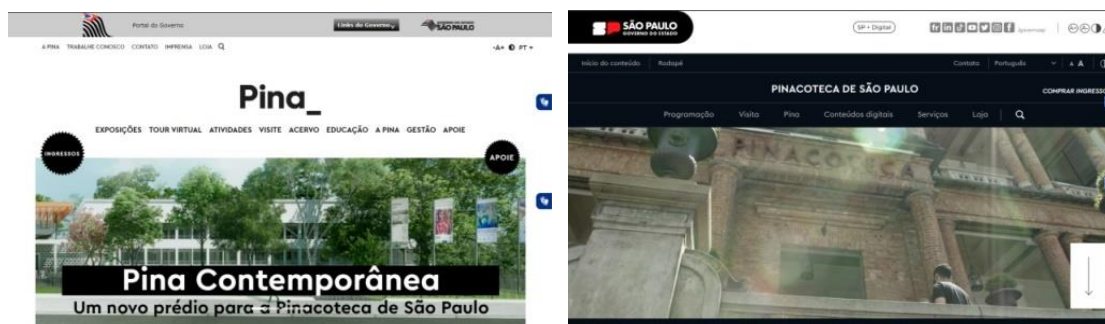 Portal do Governo
Links do Governo
SÃO PAULO
A PINA TRABALHE CONOSCO CONTATO IMPRENSA LOJA
-A+ PT
Pina_
EXPOSIÇÕES TOUR VIRTUAL ATIVIDADES VISITE ACERVO EDUCAÇÃO A PINA GESTÃO APOIE
INGRESSOS
APOIE
Pina Contemporânea
Um novo prédio para a Pinacoteca de São Paulo
SÃO PAULO
GOVERNO DO ESTADO
SP + Digital
Início do conteúdo Rodapé
Contato Português A A
PINACOTECA DE SÃO PAULO
COMPRAR INGRESSO
Programação Visita Pina Conteúdos digitais Serviços Loja
PINACOTECA